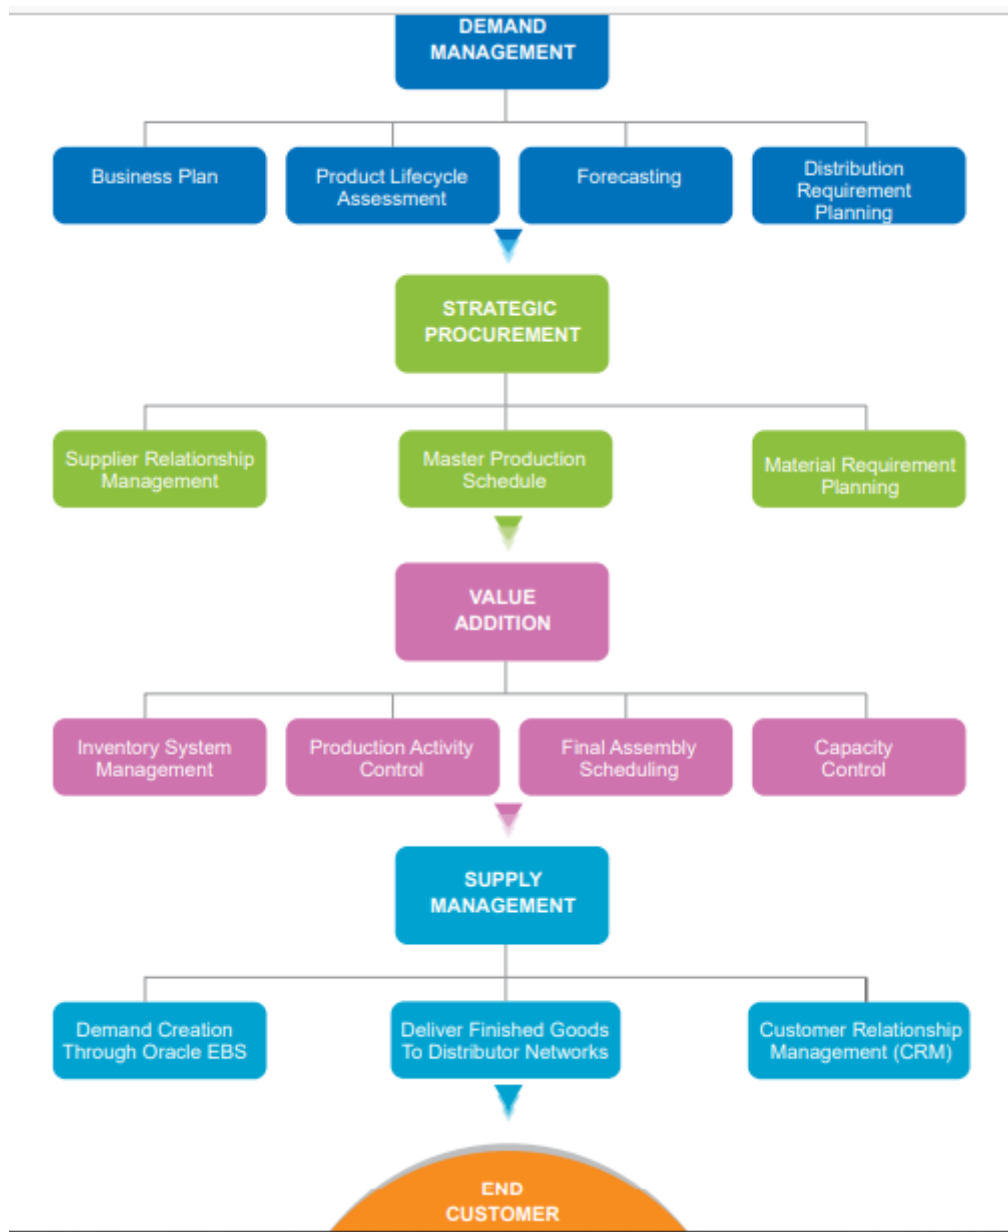 DEMAND
MANAGEMENT
Business Plan
Product Lifecycle
Assessment
Forecasting
Distribution
Requirement
Planning
STRATEGIC
PROCUREMENT
Supplier Relationship
Management
Master Production
Schedule
Material Requirement
Planning
VALUE
ADDITION
Inventory System
Management
Production Activity
Control
Final Assembly
Scheduling
Capacity
Control
SUPPLY
MANAGEMENT
Demand Creation
Through Oracle EBS
Deliver Finished Goods
To Distributor Networks
Customer Relationship
Management (CRM)
END
CUSTOMER